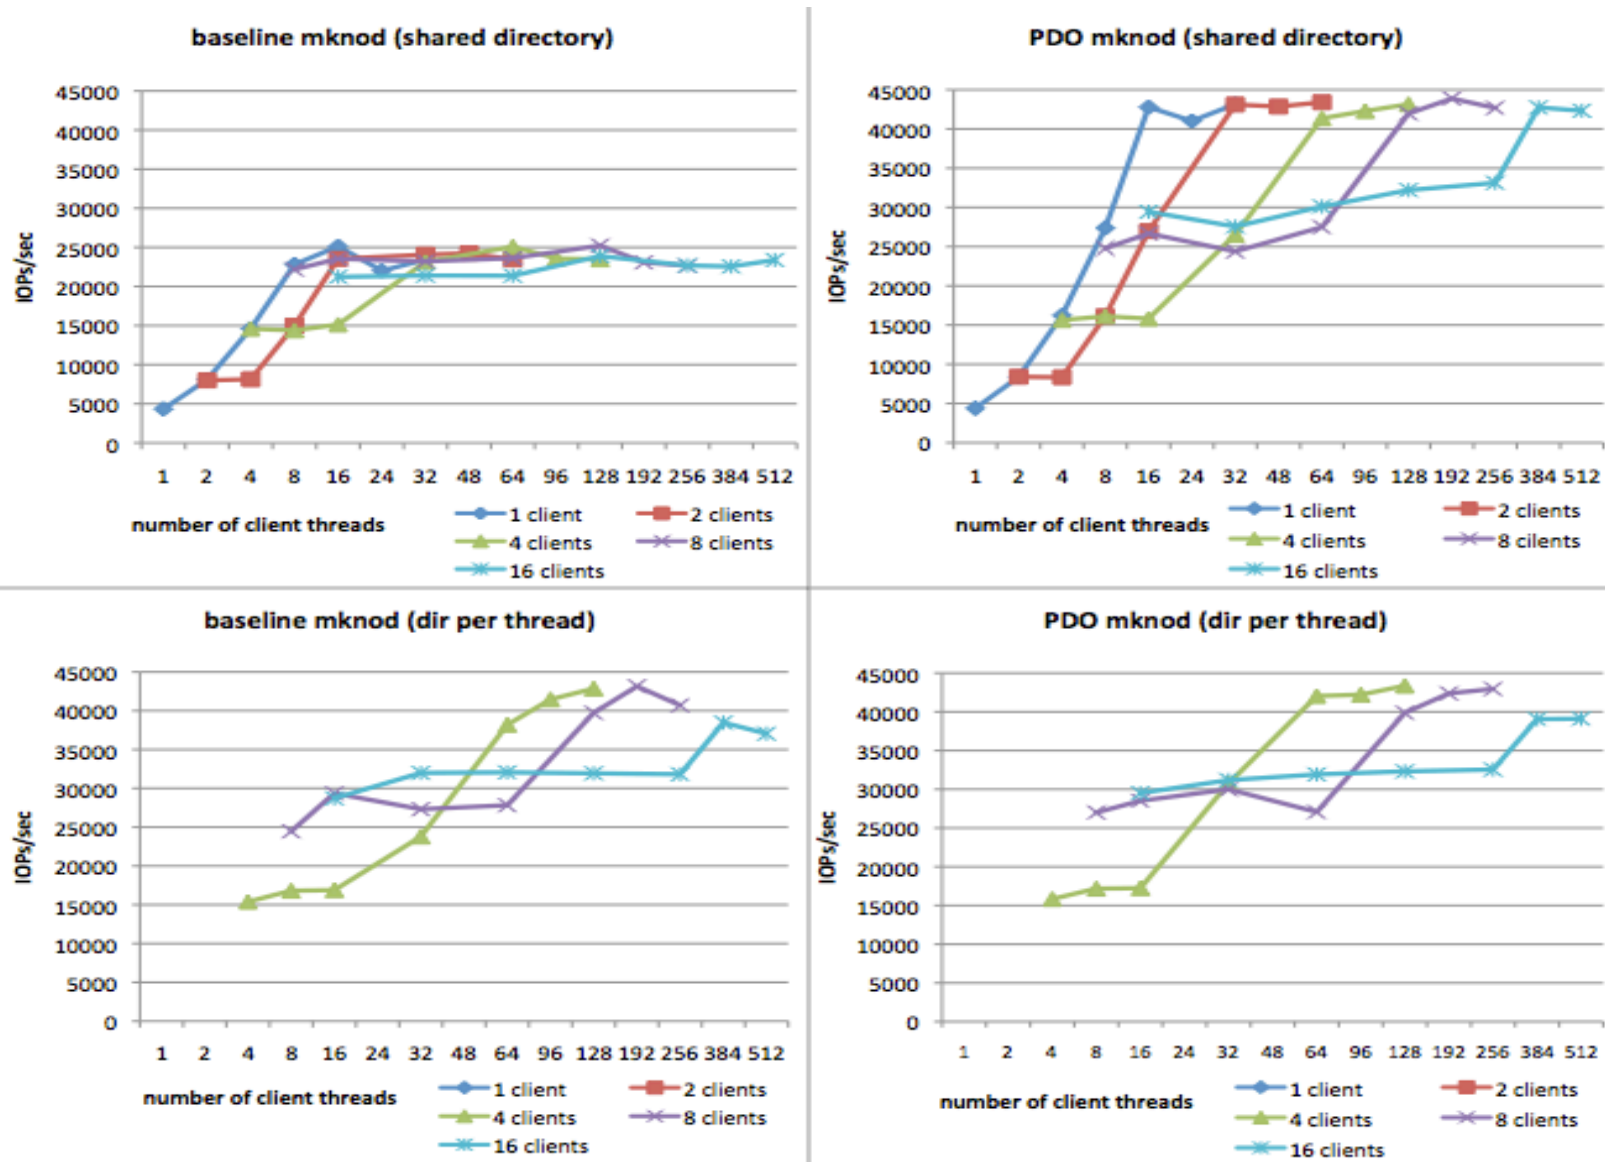 baseline mknod (shared directory)
45000
40000
35000
30000
25000
20000
15000
10000
5000
0
IOPs/sec
1 2 4 8 16 24 32 48 64 96 128 192 256 384 512
number of client threads
1 client
2 clients
4 clients
8 clients
16 clients
PDO mknod (shared directory)
45000
40000
35000
30000
25000
20000
15000
10000
5000
0
IOPs/sec
1 2 4 8 16 24 32 48 64 96 128 192 256 384 512
number of client threads
1 client
2 clients
4 clients
8 cilents
16 clients
baseline mknod (dir per thread)
45000
40000
35000
30000
25000
20000
15000
10000
5000
0
IOPs/sec
1 2 4 8 16 24 32 48 64 96 128 192 256 384 512
number of client threads
1 client
2 clients
4 clients
8 clients
16 clients
PDO mknod (dir per thread)
45000
40000
35000
30000
25000
20000
15000
10000
5000
0
IOPs/sec
1 2 4 8 16 24 32 48 64 96 128 192 256 384 512
number of client threads
1 client
2 clients
4 clients
8 clients
16 clients